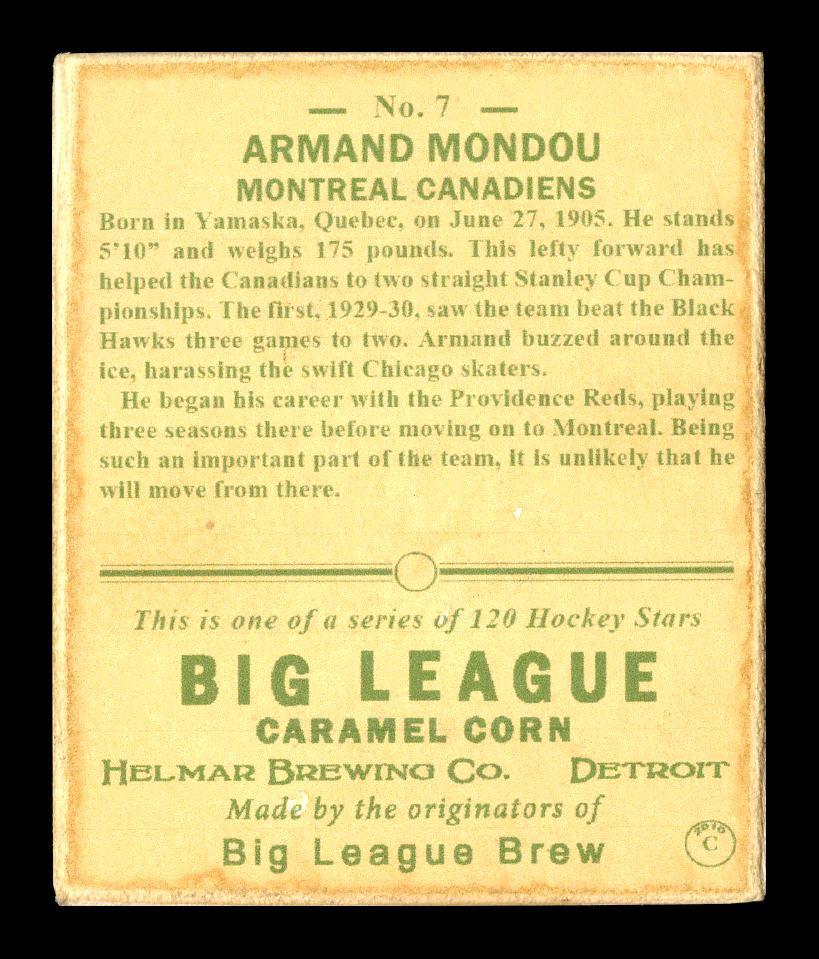 — No. 7 —
ARMAND MONDOU
MONTREAL CANADIENS
Born in Yamaska, Quebec, on June 27, 1905. He stands
5'10” and weighs 175 pounds. This lefty forward has
helped the Canadians to two straight Stanley Cup Cham-
pionships. The first, 1929-30, saw the team beat the Black
Hawks three games to two. Armand buzzed around the
ice, harassing the swift Chicago skaters.
He began his career with the Providence Reds, playing
three seasons there before moving on to Montreal. Being
such an important part of the team, it is unlikely that he
will move from there.
This is one of a series of 120 Hockey Stars
BIG LEAGUE
CARAMEL CORN
HELMAR BREWING CO. DETROIT
Made by the originators of
Big League Brew
2010
C